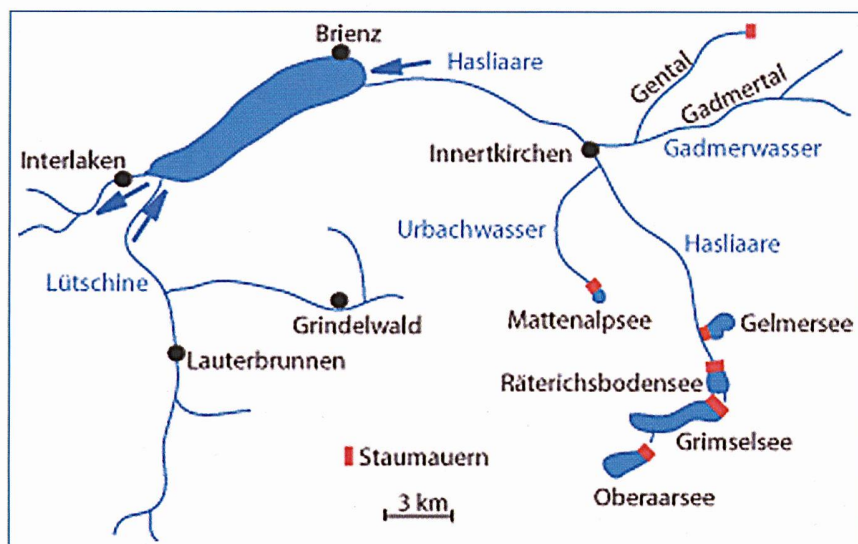 Brienz
Hasliaare
Gental
Gadmertal
Interlaken
Innertkirchen
Gadmerwasser
Urbachwasser
Hasliaare
Lütschine
Mattenalpsee
Gelmersee
Grindelwald
Lauterbrunnen
Räterichsbodensee
Grimselsee
Staumauern
Oberaarsee
3 km